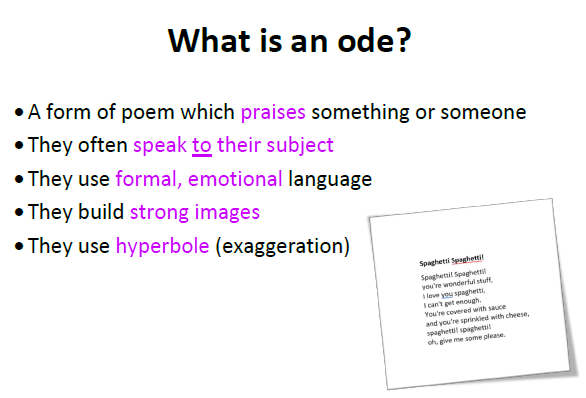 What is an ode?
• A form of poem which praises something or someone
• They often speak to their subject
• They use formal, emotional language
• They build strong images
• They use hyperbole (exaggeration)
Spaghetti Spaghetti!
Spaghetti! Spaghetti!
you're wonderful stuff,
I love you spaghetti,
I can't get enough.
You're covered with sauce
and you're sprinkled with cheese,
spaghetti! spaghetti!
oh, give me some please.